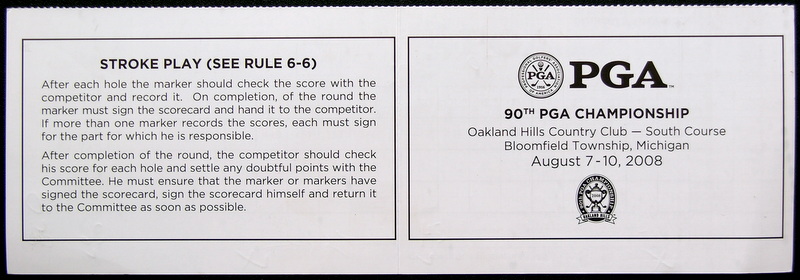 STROKE PLAY (SEE RULE 6-6)
After each hole the marker should check the score with the
competitor and record it. On completion, of the round the
marker must sign the scorecard and hand it to the competitor.
If more than one marker records the scores, each must sign
for the part for which he is responsible.
After completion of the round, the competitor should check
his score for each hole and settle any doubtful points with the
Committee. He must ensure that the marker or markers have
signed the scorecard, sign the scorecard himself and return it
to the Committee as soon as possible.
PGA
PGA™
90TH PGA CHAMPIONSHIP
Oakland Hills Country Club — South Course
Bloomfield Township, Michigan
August 7-10, 2008
OAKLAND HILLS